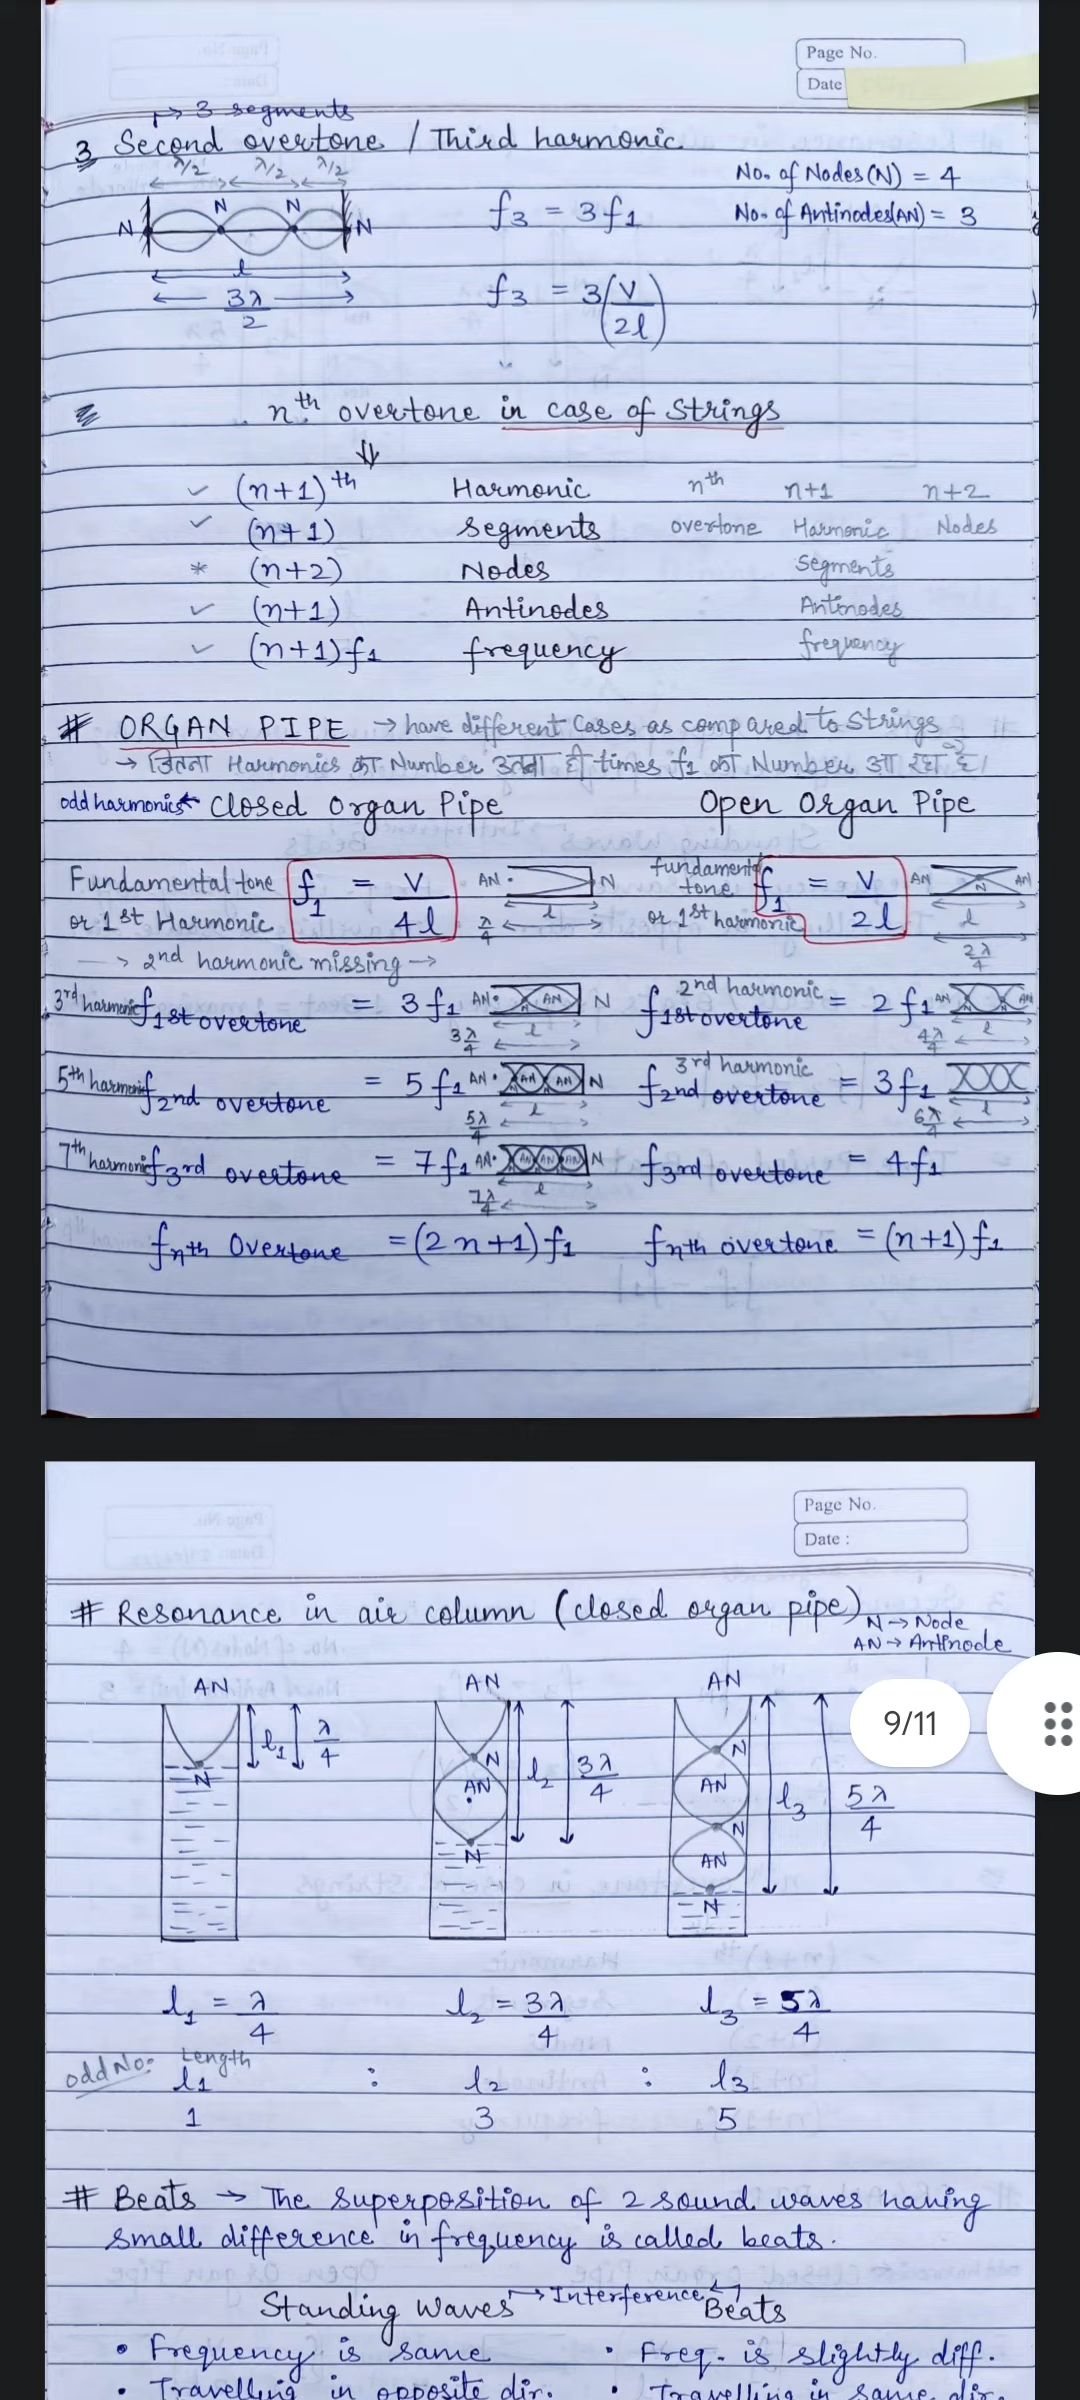 Page No.
Date
→ 3 segments
3 Second overtone / Third harmonic
λ/2 λ/2 λ/2
No. of Nodes (N) = 4
N N N N
f3 = 3f1
No. of Antinodes(AN) = 3
l
3λ/2
f3 = 3(v/2l)
nth overtone in case of Strings
⇓
✓ (n+1)th Harmonic
nth n+1 n+2
✓ (n+1) segments
overtone Harmonic Nodes
* (n+2) Nodes
segments
✓ (n+1) Antinodes
Antinodes
✓ (n+1)f1 frequency
frequency
# ORGAN PIPE → have different Cases as compared to Strings
→ जितना Harmonics का Number उतना ही times f1 का Number आ रहा है।
odd harmonics ← Closed Organ Pipe
Open Organ Pipe
Fundamental tone or 1st Harmonic f1 = v/4l
AN N l λ/4
fundamental tone or 1st harmonic f1 = v/2l
AN N AN l 2λ/4
--> 2nd harmonic missing -->
3rd harmonic f1st overtone = 3f1
AN AN N l 3λ/4
2nd harmonic
f1st overtone = 2f1
AN AN l 4λ/4
5th harmonic f2nd overtone = 5f1
AN AN AN N l 5λ/4
3rd harmonic
f2nd overtone = 3f1
l 6λ/4
7th harmonic f3rd overtone = 7f1
AN AN AN AN N l 7λ/4
f3rd overtone = 4f1
fnth Overtone = (2n+1)f1
fnth overtone = (n+1)f1
Page No.
Date :
# Resonance in air column (closed organ pipe)
N → Node
AN → Antinode
AN AN AN
l1 λ/4 N
N AN N l2 3λ/4
N AN N AN N l3 5λ/4
9/11
l1 = λ/4 l2 = 3λ/4 l3 = 5λ/4
odd No: Length
l1 : l2 : l3
1 3 5
# Beats → The superposition of 2 sound waves having
small difference in frequency is called beats.
Standing waves → Interference ← Beats
• Frequency is same
• Freq. is slightly diff.
• Travelling in opposite dir.
• Travelling in same dir.